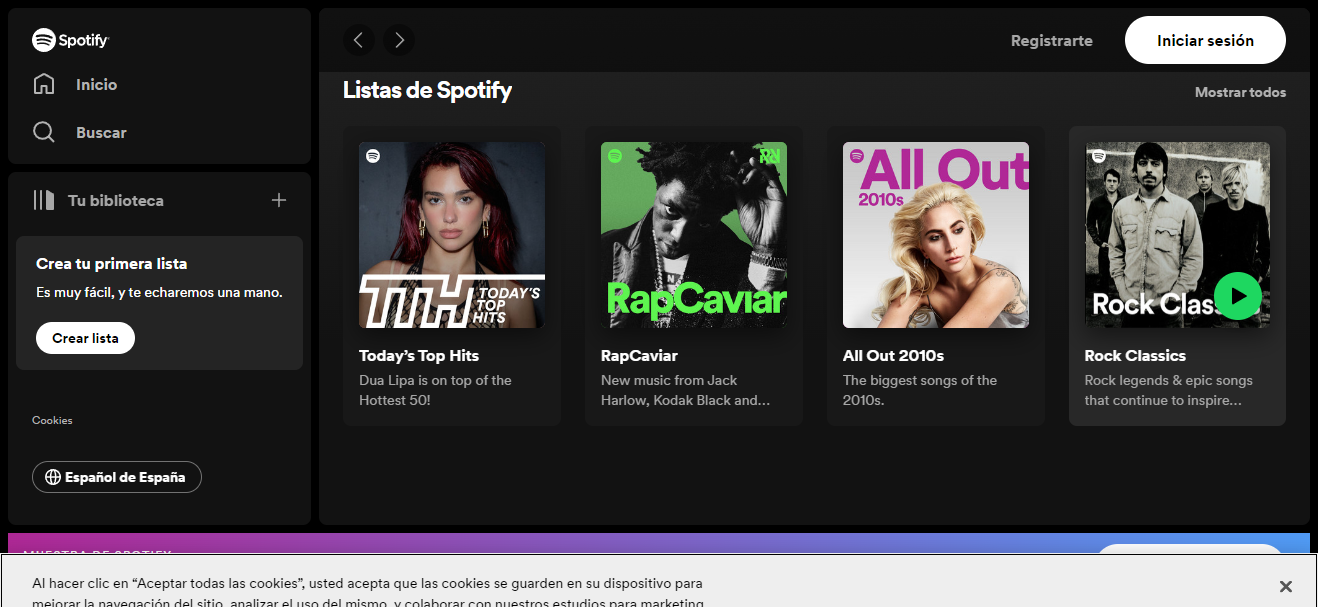 Spotify
Inicio
Buscar
Tu biblioteca
Crea tu primera lista
Es muy fácil, y te echaremos una mano.
Crear lista
Cookies
Español de España
Registrarte
Iniciar sesión
Listas de Spotify
Mostrar todos
TTH TODAY'S
TOP
HITS
Today's Top Hits
Dua Lipa is on top of the
Hottest 50!
RapCaviar
RapCaviar
New music from Jack
Harlow, Kodak Black and...
All Out
2010s
All Out 2010s
The biggest songs of the
2010s.
Rock Clas
Rock Classics
Rock legends & epic songs
that continue to inspire...
MUESTRA DE SPOTIFY
Al hacer clic en “Aceptar todas las cookies”, usted acepta que las cookies se guarden en su dispositivo para
mejorar la navegación del sitio, analizar el uso del mismo, y colaborar con nuestros estudios para marketing.